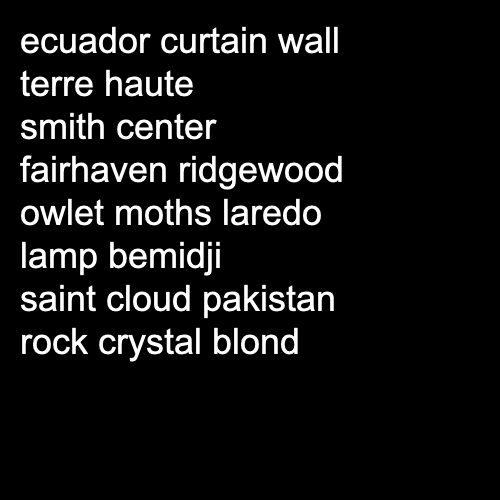 ecuador curtain wall
terre haute
smith center
fairhaven ridgewood
owlet moths laredo
lamp bemidji
saint cloud pakistan
rock crystal blond